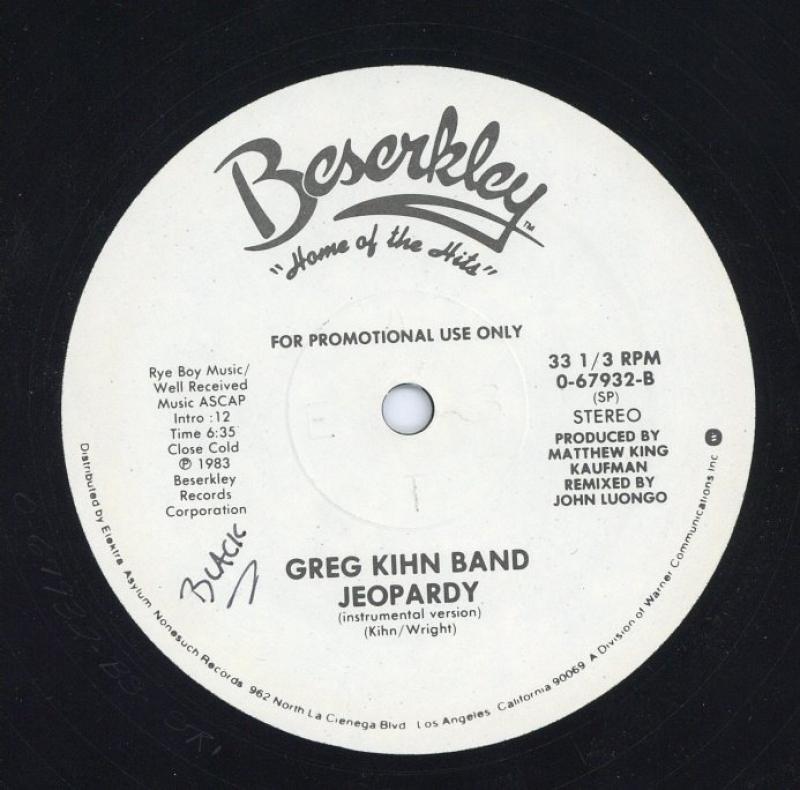 Beserkley™
"Home of the Hits"
FOR PROMOTIONAL USE ONLY
Rye Boy Music/
Well Received
Music ASCAP
Intro :12
Time 6:35
Close Cold
℗ 1983
Beserkley
Records
Corporation
33 1/3 RPM
0-67932-B
(SP)
STEREO
PRODUCED BY
MATTHEW KING
KAUFMAN
REMIXED BY
JOHN LUONGO
BLACK
GREG KIHN BAND
JEOPARDY
(instrumental version)
(Kihn/Wright)
Distributed by Elektra Asylum Nonesuch Records 962 North La Cienega Blvd Los Angeles California 90069 A Division of Warner Communications Inc